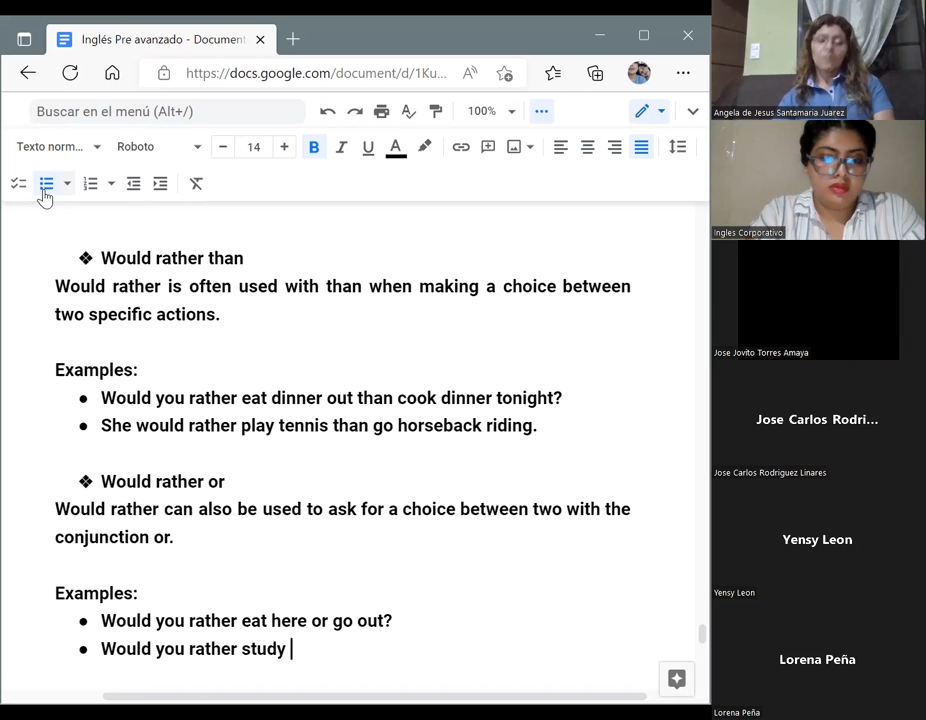 Inglés Pre avanzado - Document
https://docs.google.com/document/d/1Ku...
Buscar en el menú (Alt+/)
100%
Texto norm...
Roboto
14
❖ Would rather than
Would rather is often used with than when making a choice between
two specific actions.
Examples:
● Would you rather eat dinner out than cook dinner tonight?
● She would rather play tennis than go horseback riding.
❖ Would rather or
Would rather can also be used to ask for a choice between two with the
conjunction or.
Examples:
● Would you rather eat here or go out?
● Would you rather study
Angela de Jesus Santamaria Juarez
Ingles Corporativo
Jose Jovito Torres Amaya
Jose Carlos Rodri...
Jose Carlos Rodriguez Linares
Yensy Leon
Yensy Leon
Lorena Peña
Lorena Peña